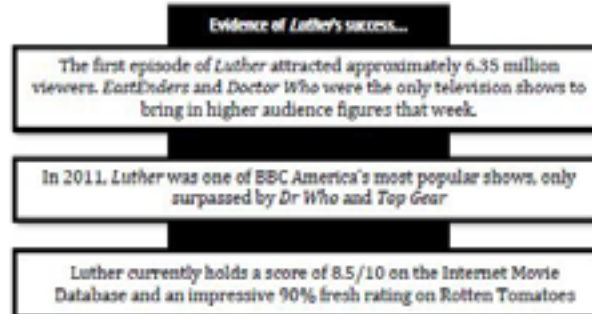 Evidence of Luther's success...
The first episode of Luther attracted approximately 6.35 million
viewers. EastEnders and Doctor Who were the only television shows to
bring in higher audience figures that week.
In 2011, Luther was one of BBC America's most popular shows, only
surpassed by Dr Who and Top Gear
Luther currently holds a score of 8.5/10 on the Internet Movie
Database and an impressive 90% fresh rating on Rotten Tomatoes